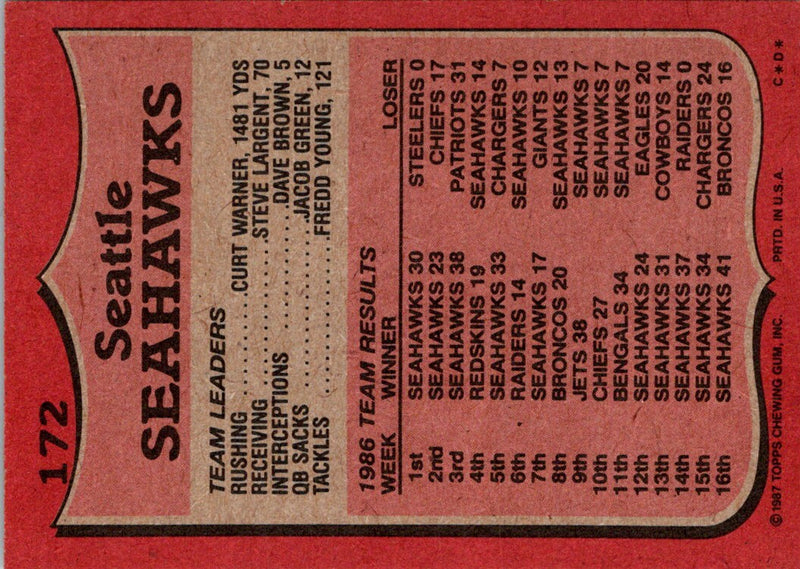 172
Seattle
SEAHAWKS
TEAM LEADERS
RUSHING ............ CURT WARNER, 1481 YDS
RECEIVING .............. STEVE LARGENT, 70
INTERCEPTIONS .......... DAVE BROWN, 5
QB SACKS .............. JACOB GREEN, 12
TACKLES .............. FREDD YOUNG, 121
1986 TEAM RESULTS
WEEK WINNER LOSER
1st SEAHAWKS 30 STEELERS 0
2nd SEAHAWKS 23 CHIEFS 17
3rd SEAHAWKS 38 PATRIOTS 31
4th REDSKINS 19 SEAHAWKS 14
5th SEAHAWKS 33 CHARGERS 7
6th RAIDERS 14 SEAHAWKS 10
7th SEAHAWKS 17 GIANTS 12
8th BRONCOS 20 SEAHAWKS 13
9th JETS 38 SEAHAWKS 7
10th CHIEFS 27 SEAHAWKS 7
11th BENGALS 34 SEAHAWKS 7
12th SEAHAWKS 24 EAGLES 20
13th SEAHAWKS 31 COWBOYS 14
14th SEAHAWKS 37 RAIDERS 0
15th SEAHAWKS 34 CHARGERS 24
16th SEAHAWKS 41 BRONCOS 16
© 1987 TOPPS CHEWING GUM, INC. PRTD. IN U.S.A. C * D *